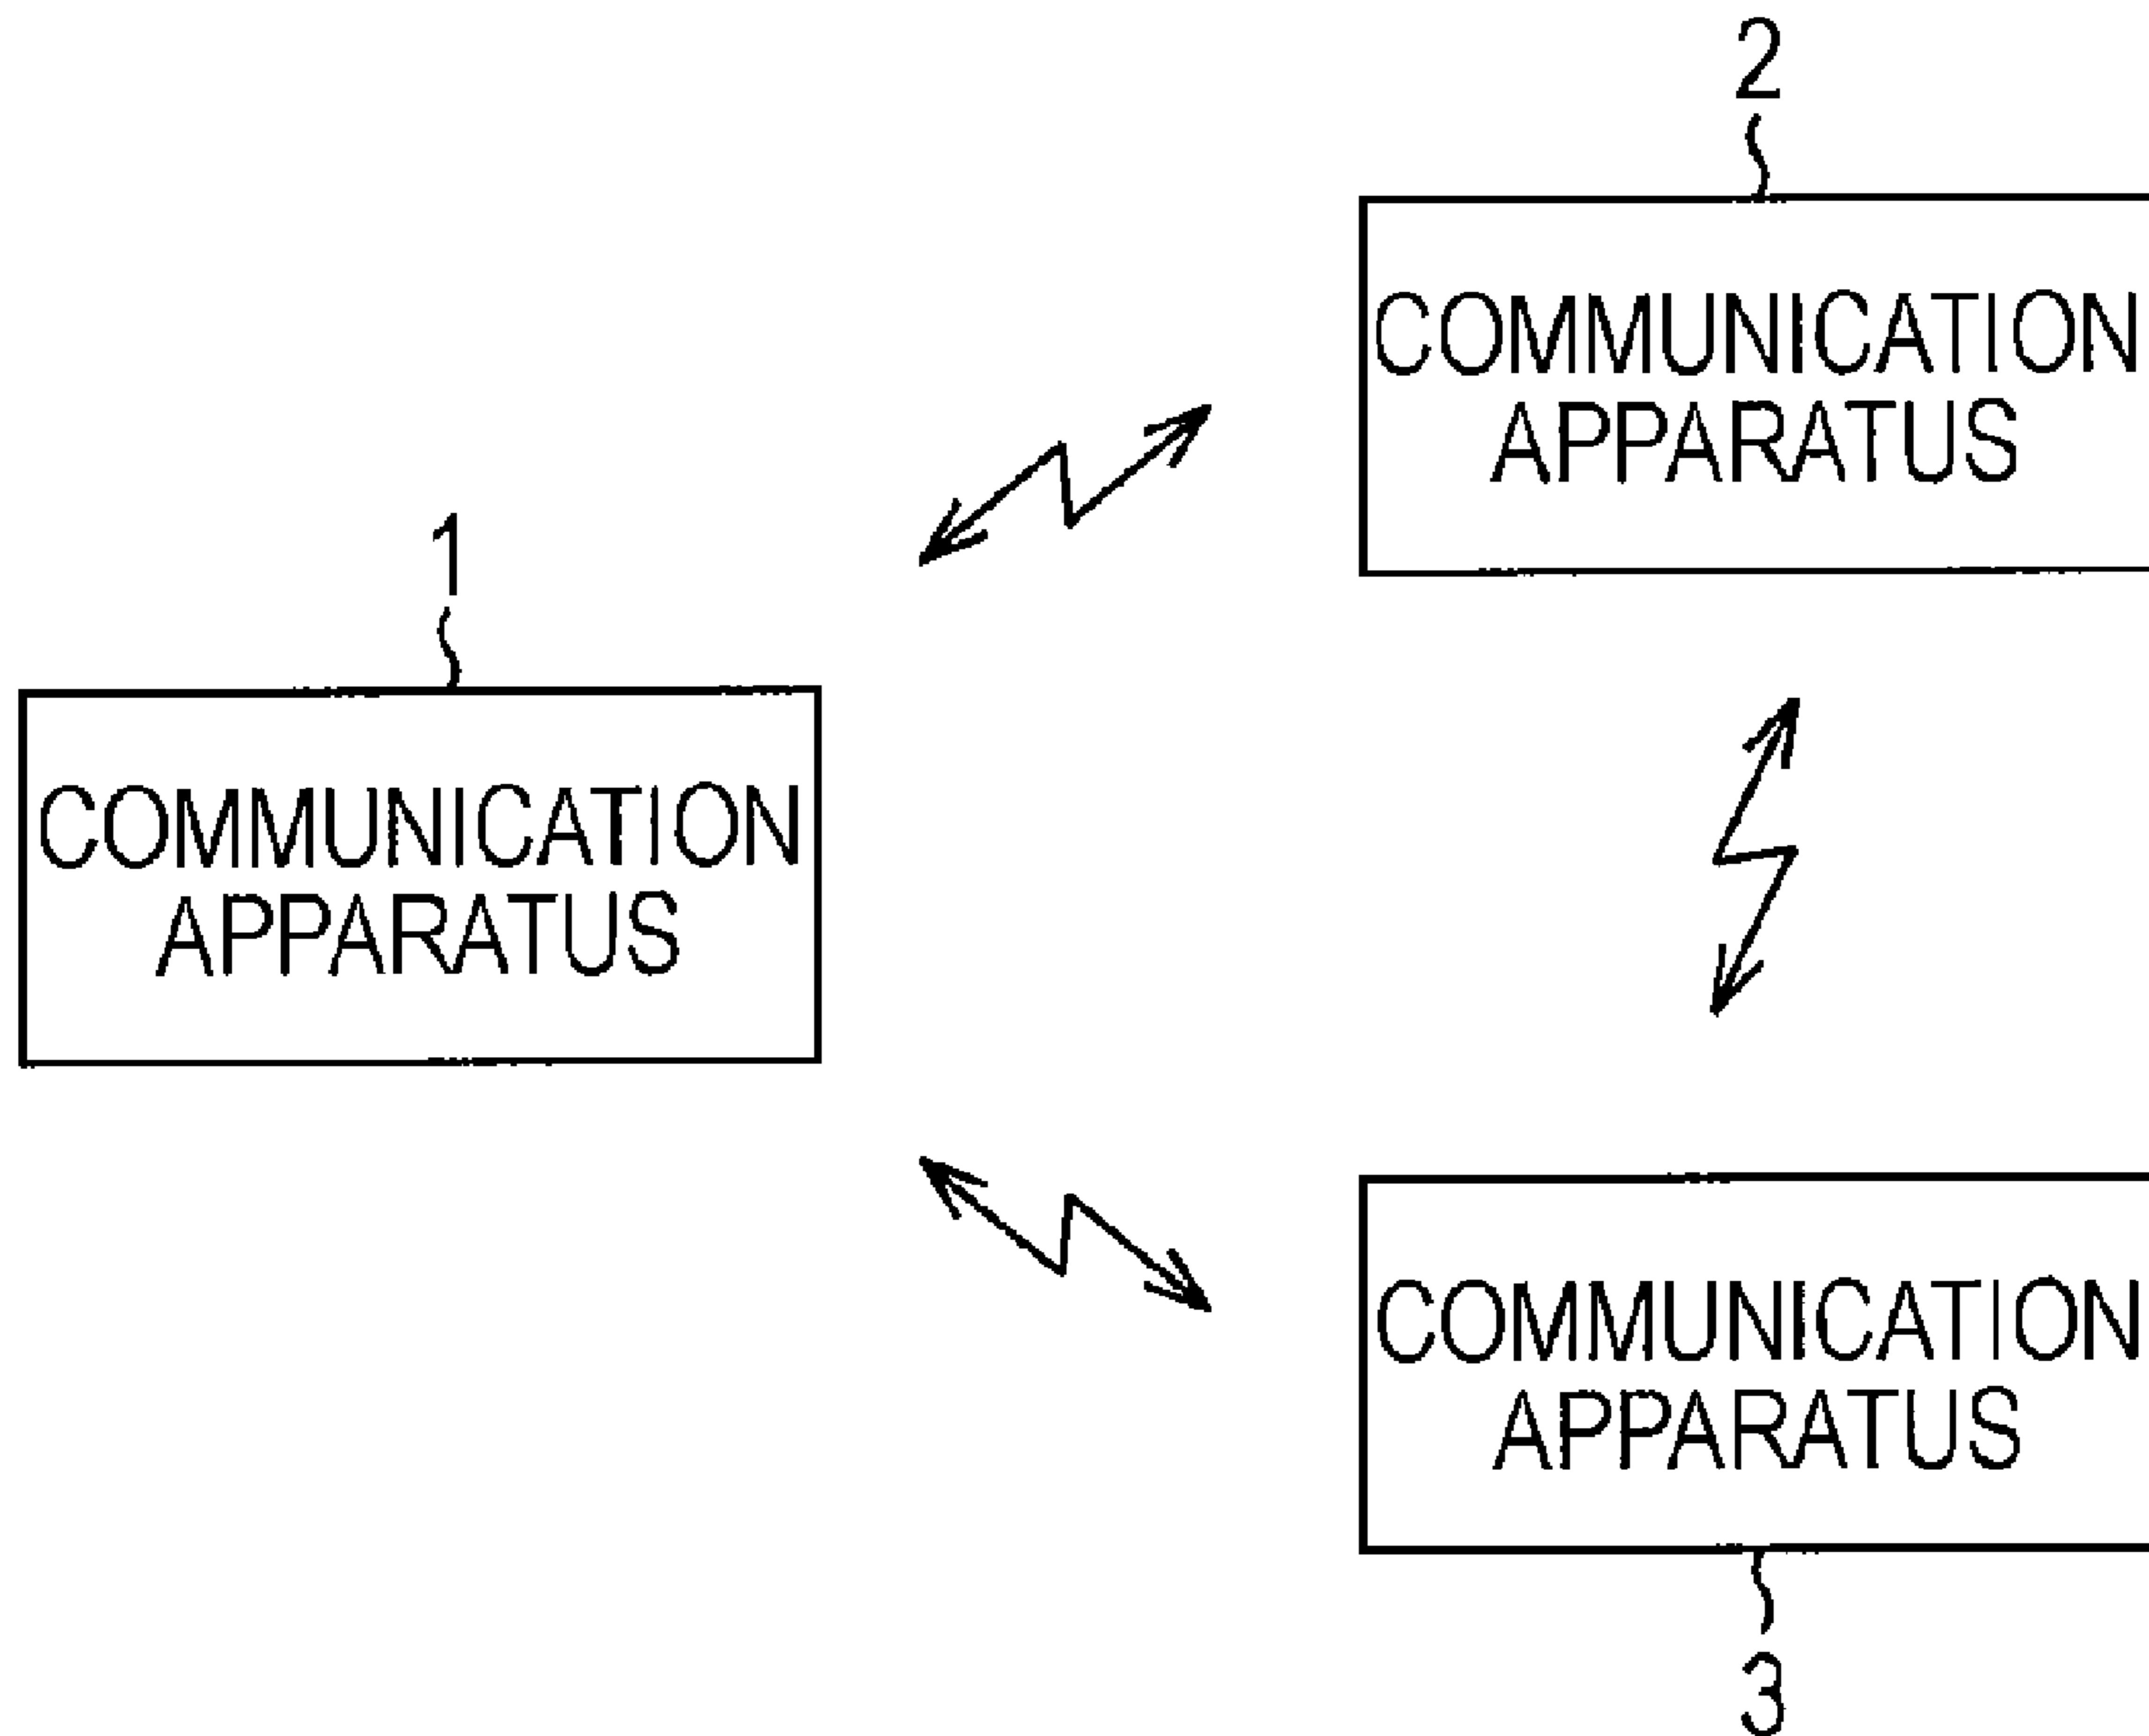 2
COMMUNICATION
APPARATUS
1
COMMUNICATION
APPARATUS
COMMUNICATION
APPARATUS
3